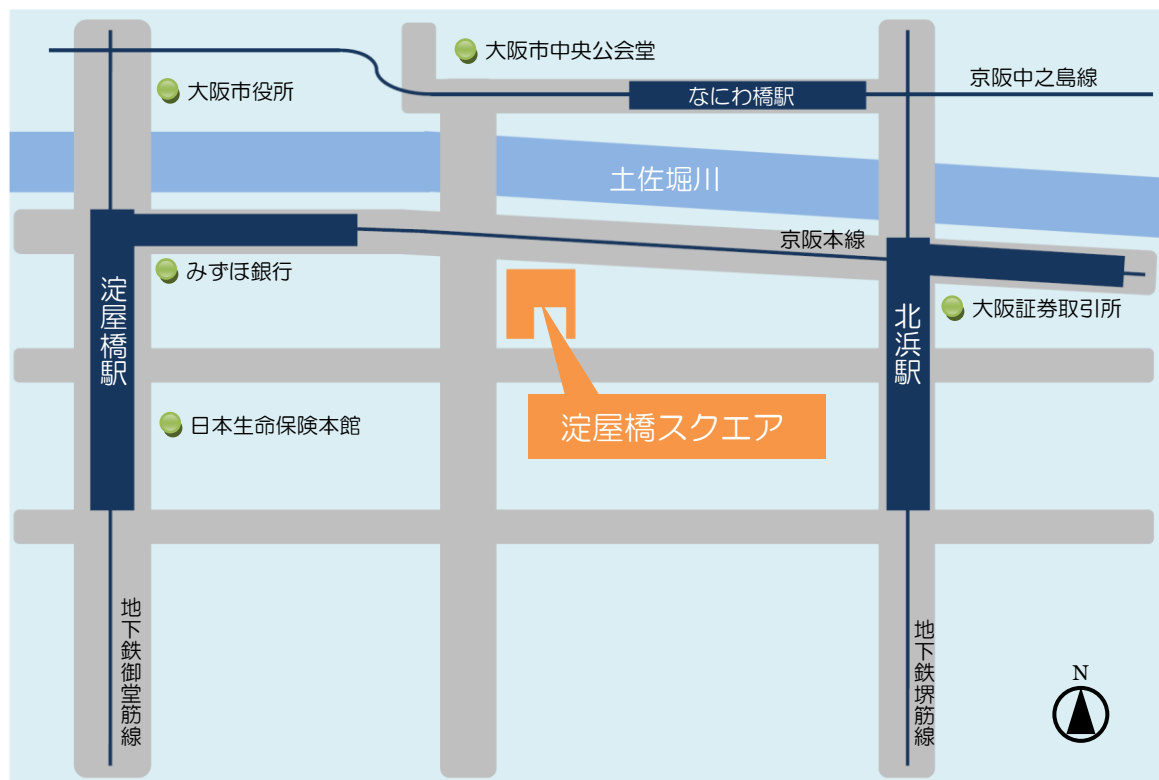 大阪市中央公会堂
大阪市役所
なにわ橋駅
京阪中之島線
土佐堀川
京阪本線
みずほ銀行
淀屋橋駅
北浜駅
大阪証券取引所
淀屋橋スクエア
日本生命保険本館
地下鉄御堂筋線
地下鉄堺筋線
N